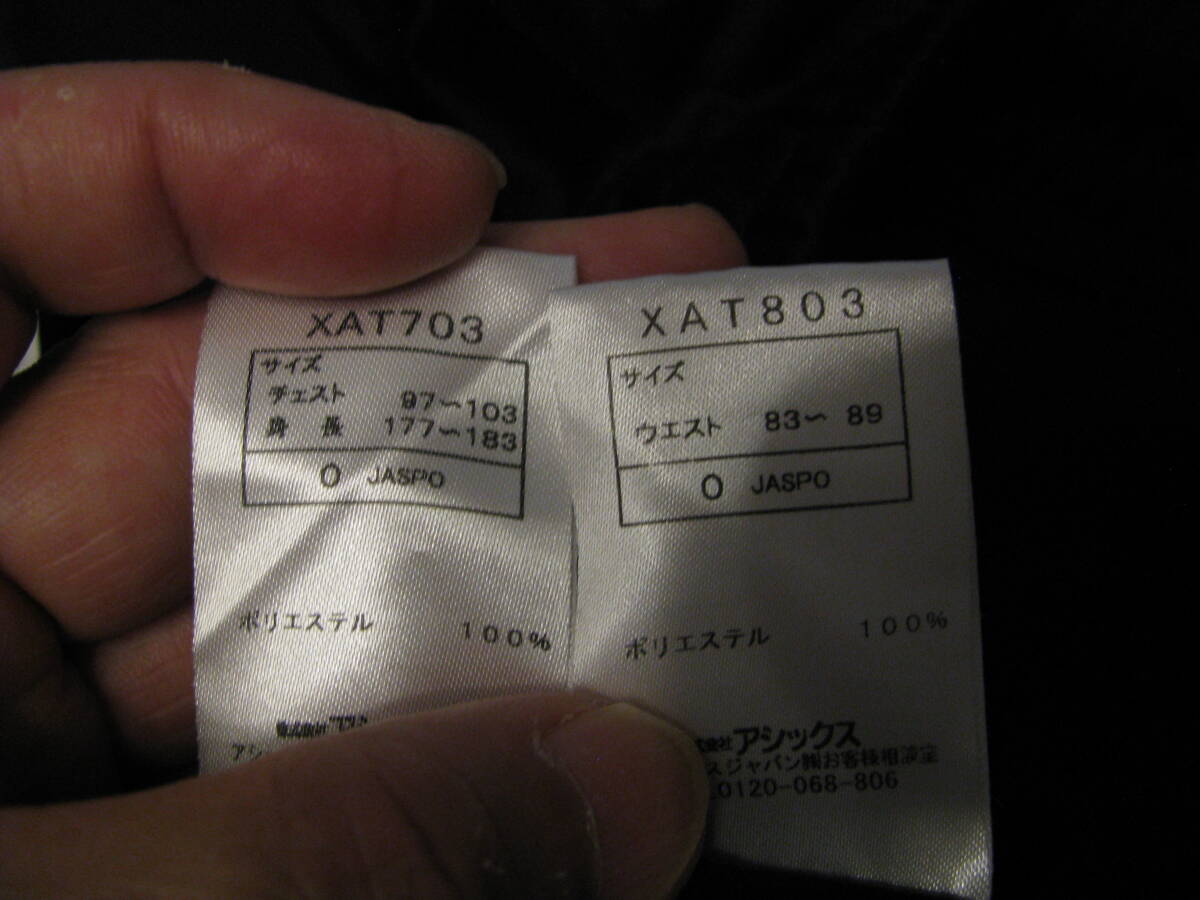 XAT703
サイズ
チェスト 97〜103
身長 177〜183
O JASPO
ポリエステル 100%
アシ
XAT803
サイズ
ウエスト 83〜 89
O JASPO
ポリエステル 100%
アシックス
スジャパン㈱お客様相談室
0120-068-806